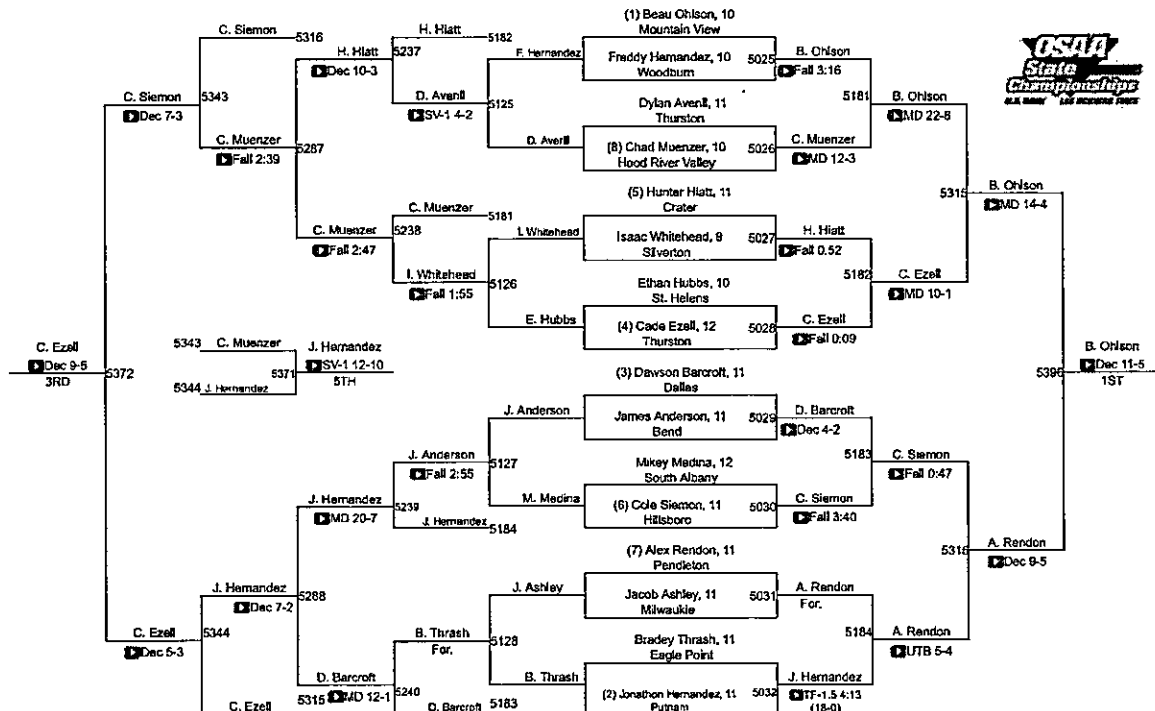 (1) Beau Ohlson, 10
Mountain View
C. Siemon
5316
H. Hiatt
5182
OSAA
State
Championships
H. Hiatt
5237
F. Hernandez
Freddy Hernandez, 10
5025
B. Ohlson
Woodburn
Dec 10-3
Fall 3:16
C. Siemon
5343
D. Averill
5125
Dylan Averill, 11
5181
B. Ohlson
Dec 7-3
SV-1 4-2
Thurston
MD 22-8
C. Muenzer
5287
D. Averill
(8) Chad Muenzer, 10
5026
C. Muenzer
Fall 2:39
Hood River Valley
MD 12-3
(5) Hunter Hiatt, 11
5315
B. Ohlson
Crater
MD 14-4
C. Muenzer
5181
C. Muenzer
5238
I. Whitehead
Isaac Whitehead, 9
5027
H. Hiatt
Fall 2:47
Silverton
Fall 0:52
I. Whitehead
5126
Ethan Hubbs, 10
5182
C. Ezell
Fall 1:55
St. Helens
MD 10-1
E. Hubbs
(4) Cade Ezell, 12
5028
C. Ezell
Thurston
Fall 0:09
C. Ezell
5343
C. Muenzer
J. Hernandez
B. Ohlson
Dec 9-5
5372
5371
SV-1 12-10
(3) Dawson Barcroft, 11
5396
Dec 11-5
3RD
5344
J. Hernandez
5TH
Dallas
1ST
J. Anderson
James Anderson, 11
5029
D. Barcroft
Bend
Dec 4-2
J. Anderson
5127
Mikey Medina, 12
5183
C. Siemon
Fall 2:55
South Albany
Fall 0:47
J. Hernandez
5239
M. Medina
(6) Cole Siemon, 11
5030
C. Siemon
MD 20-7
J. Hernandez
5184
Hillsboro
Fall 3:40
(7) Alex Rendon, 11
5316
A. Rendon
Pendleton
Dec 9-5
J. Hernandez
5288
J. Ashley
Jacob Ashley, 11
5031
A. Rendon
Dec 7-2
Milwaukie
For.
C. Ezell
5344
B. Thrash
5128
Bradey Thrash, 11
5184
A. Rendon
Dec 5-3
For.
Eagle Point
UTB 5-4
D. Barcroft
B. Thrash
J. Hernandez
C. Ezell
5315
MD 12-1
5240
D. Barcroft
5183
(2) Jonathon Hernandez, 11
5032
TF-1.5 4:13
Putnam
(18-0)